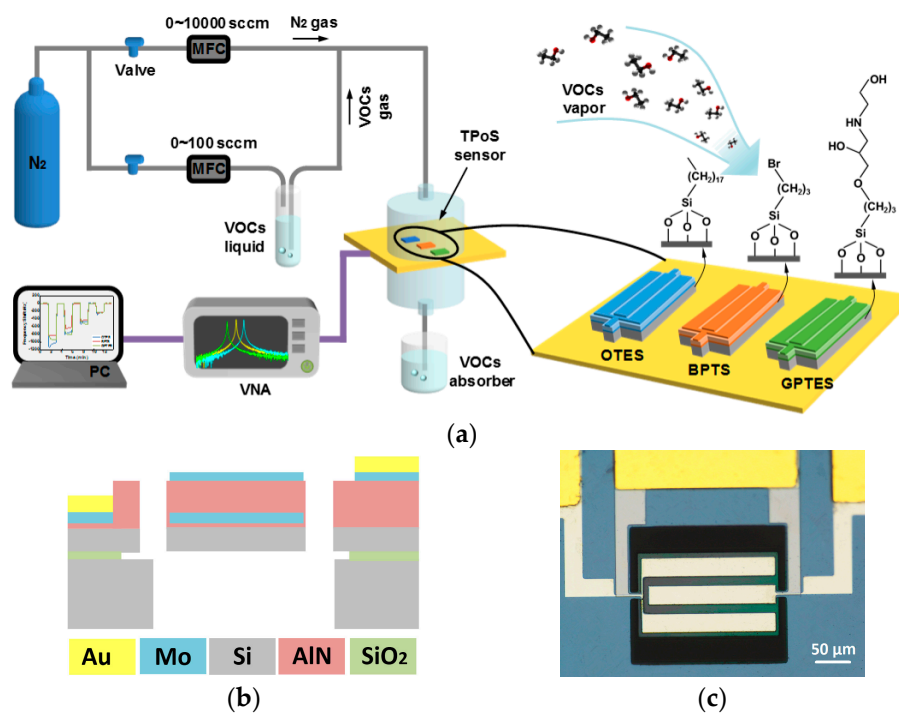 (a)
0~10000 sccm
MFC
N₂ gas
Valve
VOCs
gas
0~100 sccm
MFC
N₂
VOCs
liquid
TPoS
sensor
VOCs
vapor
OH
HN
HO
O
( )₃
Si
O O O
Br
(CH₂)₃
Si
O O O
(CH₂)₁₇
Si
O O O
PC
Time (min)
VNA
VOCs
absorber
OTES
BPTS
GPTES
(a)
Au
Mo
Si
AlN
SiO₂
(b)
50 μm
(c)